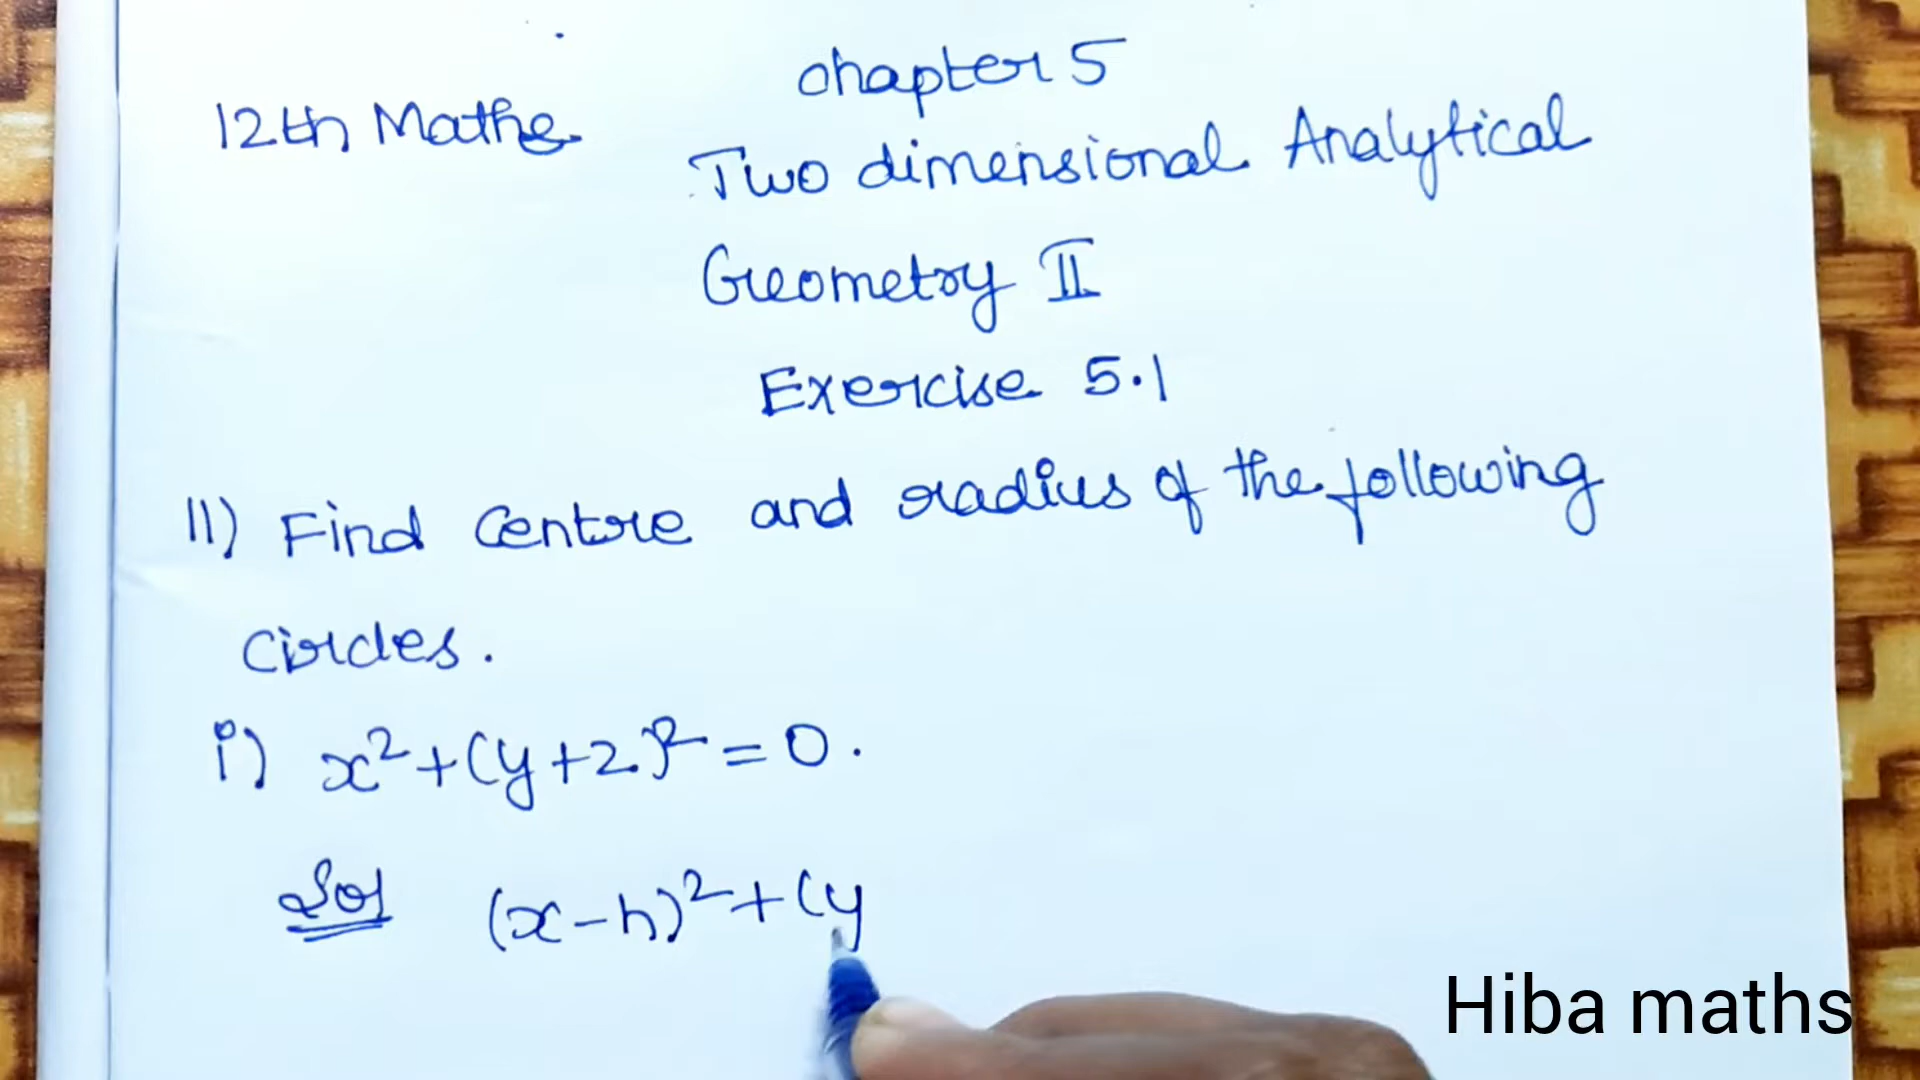 chapter 5
12th Maths
Two dimensional Analytical
Geometry II
Exercise 5.1
11) Find Centre and radius of the following
Circles.
i) x²+(y+2)²=0.
Sol (x-h)²+(y
Hiba maths